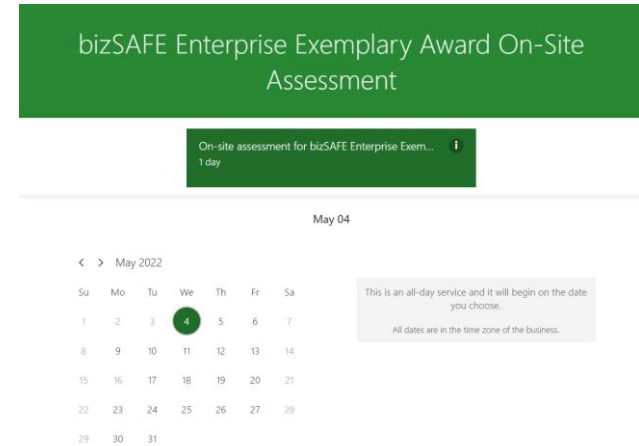 bizSAFE Enterprise Exemplary Award On-Site
Assessment
On-site assessment for bizSAFE Enterprise Exem... i
1 day
May 04
< > May 2022
Su Mo Tu We Th Fr Sa
1 2 3 4 5 6 7
8 9 10 11 12 13 14
15 16 17 18 19 20 21
22 23 24 25 26 27 28
29 30 31
This is an all-day service and it will begin on the date
you choose.
All dates are in the time zone of the business.